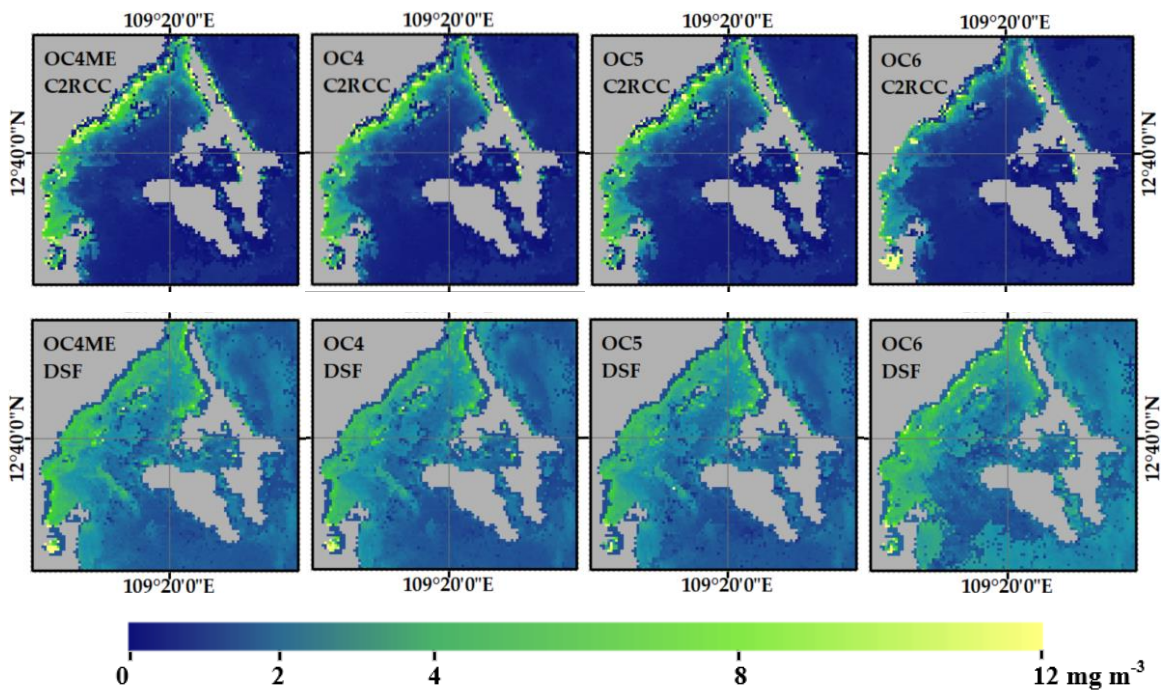 109°20'0"E 109°20'0"E 109°20'0"E 109°20'0"E
OC4ME OC4 OC5 OC6
C2RCC C2RCC C2RCC C2RCC
12°40'0"N 12°40'0"N
OC4ME OC4 OC5 OC6
DSF DSF DSF DSF
12°40'0"N 12°40'0"N
109°20'0"E 109°20'0"E 109°20'0"E 109°20'0"E
0 2 4 8 12 mg m⁻³